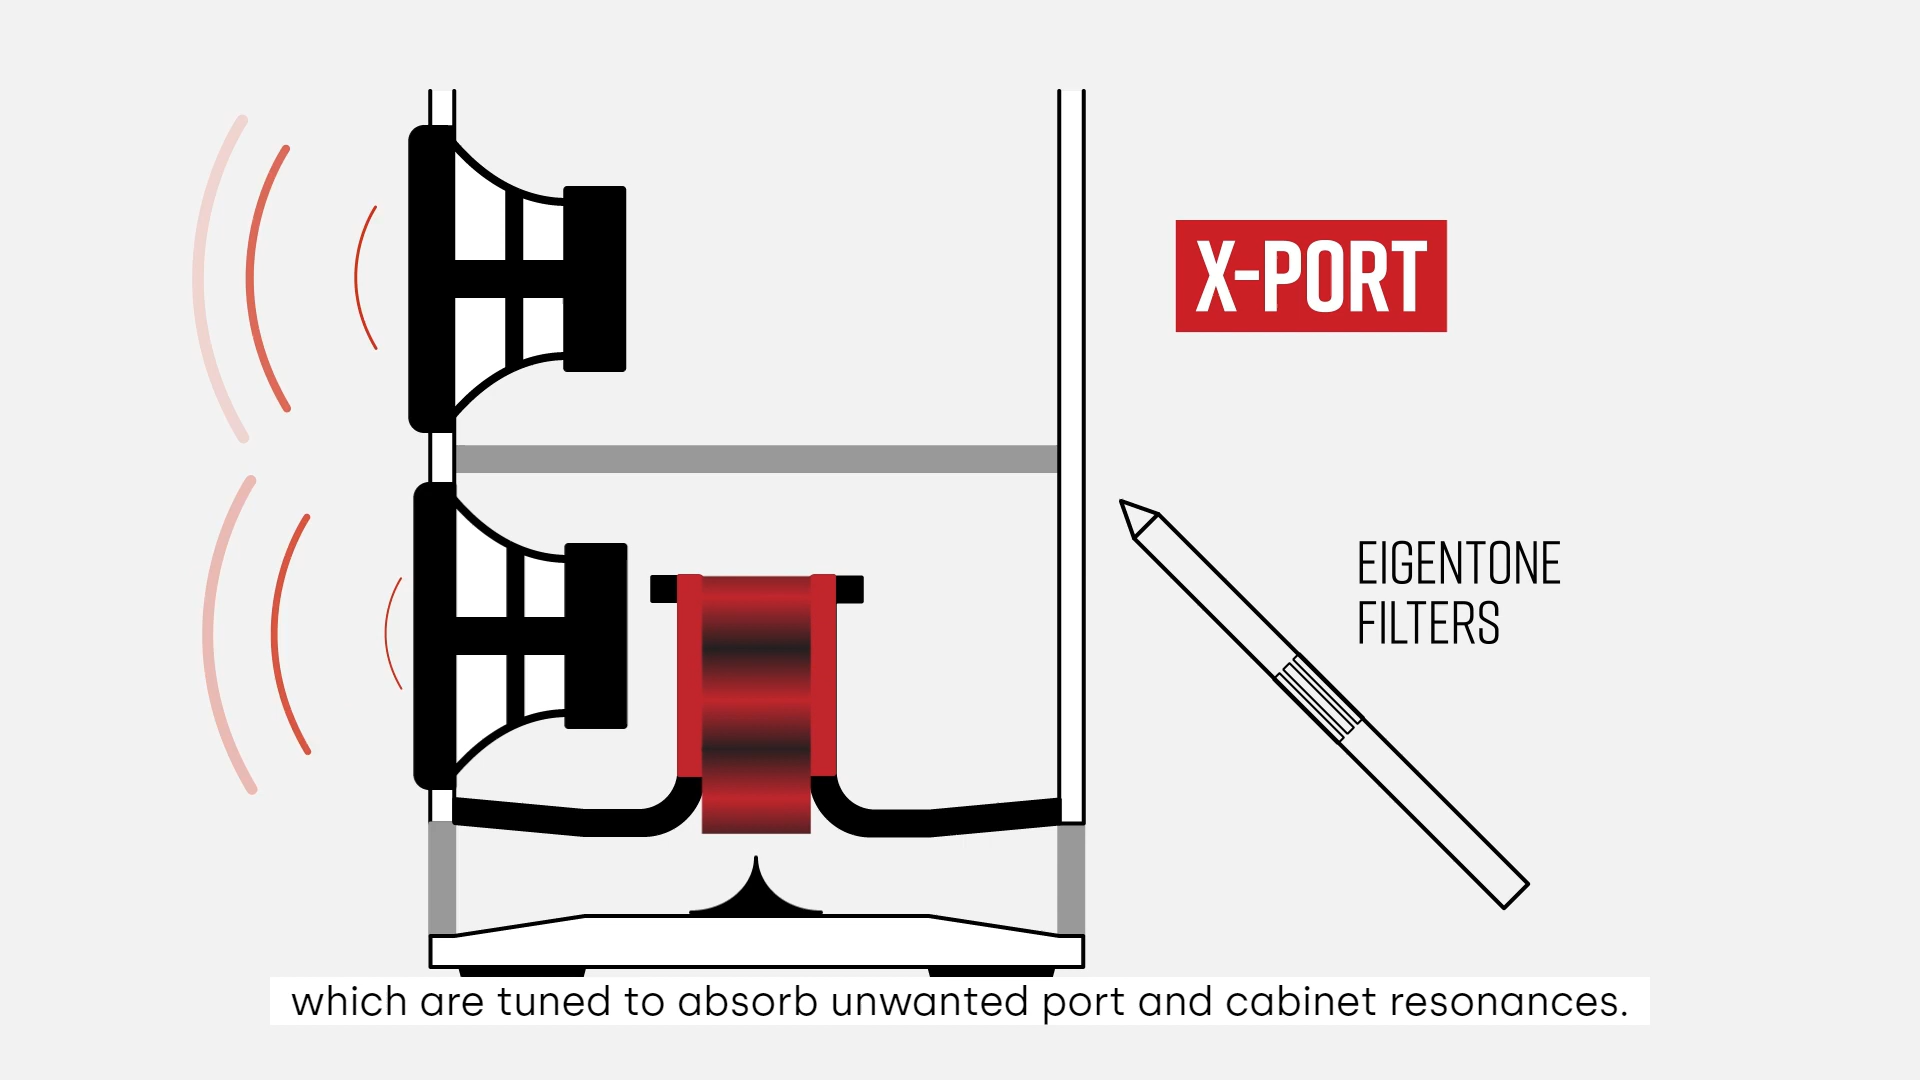 X-PORT
EIGENTONE
FILTERS
which are tuned to absorb unwanted port and cabinet resonances.